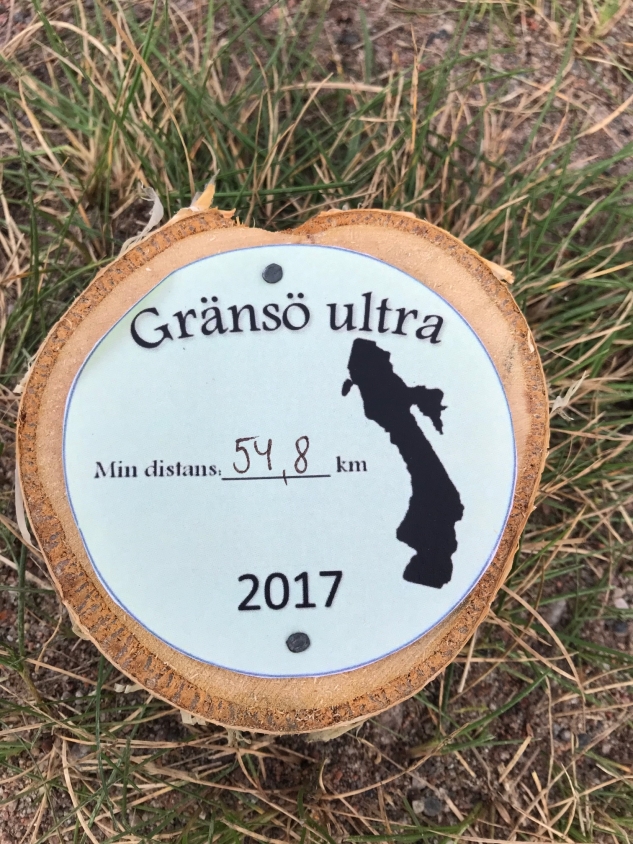 Gränsö ultra
Min distans: 54,8 km
2017